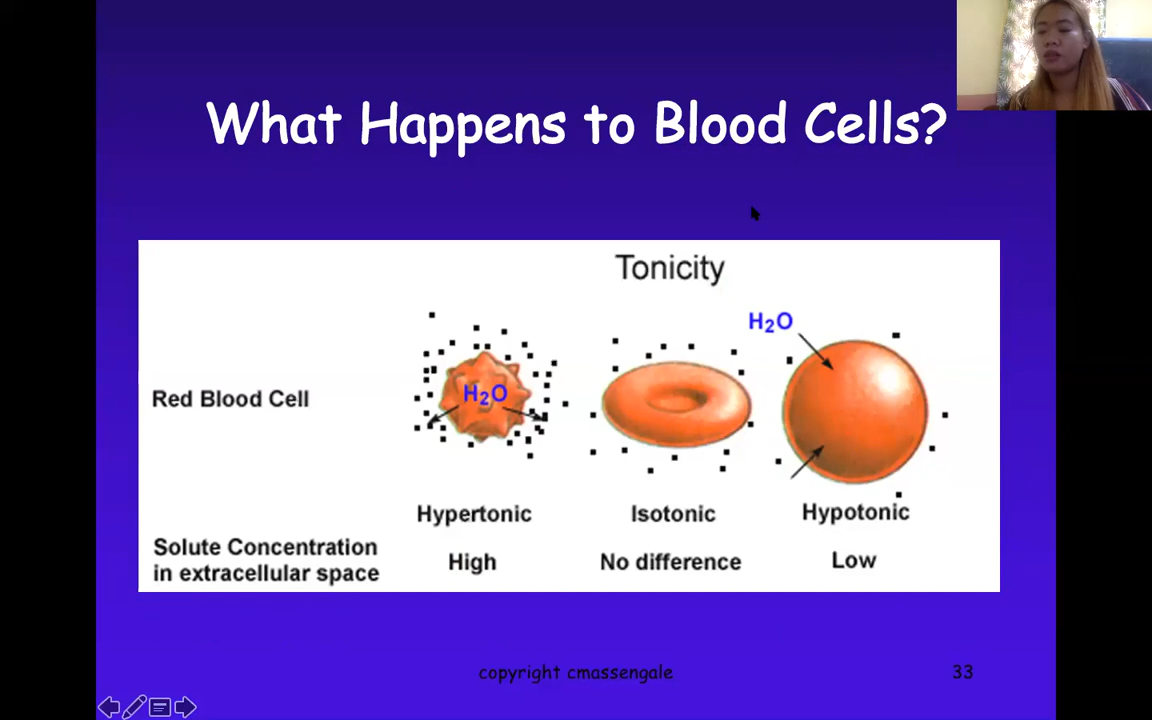 What Happens to Blood Cells?
Tonicity
H2O
H2O
Red Blood Cell
Hypertonic Isotonic Hypotonic
Solute Concentration
in extracellular space
High No difference Low
copyright cmassengale 33